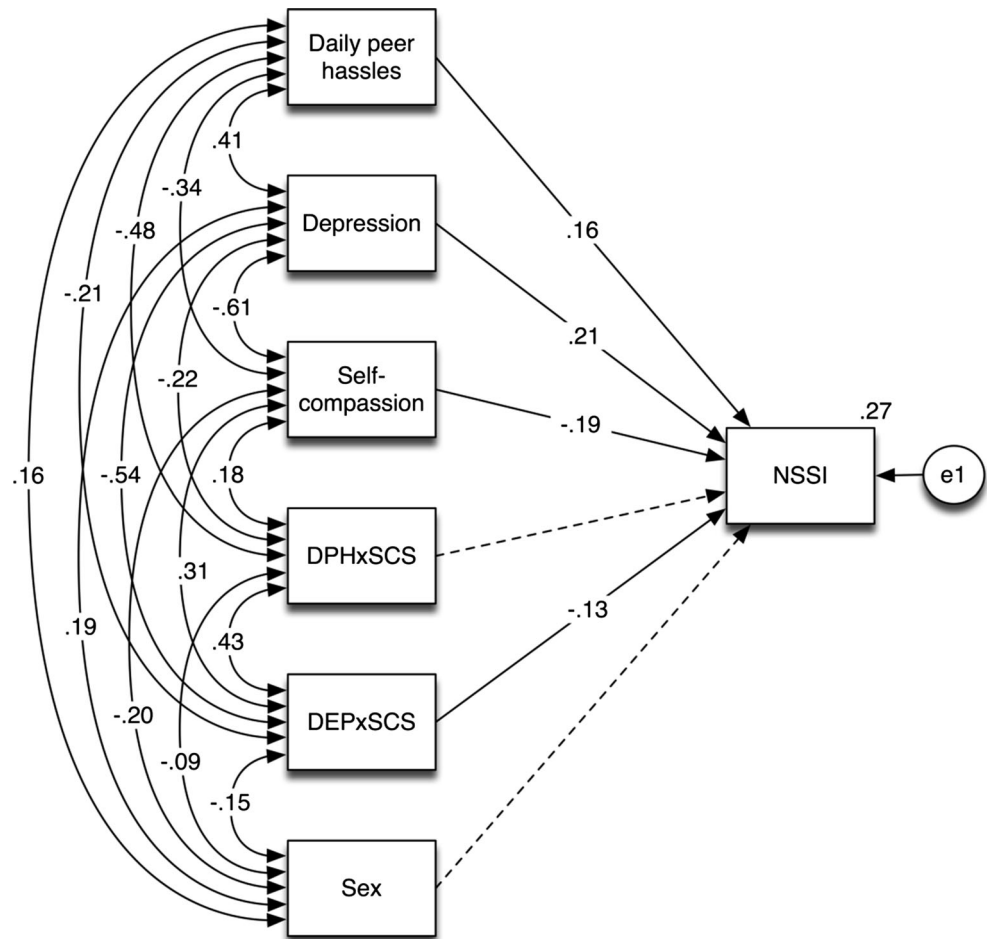 Daily peer
hassles
.41
-.34
.16
-.48
Depression
-.21
-.61
.21
Self-
compassion
-.22
-.19
.27
.16
-.54
.18
NSSI
e1
DPHxSCS
.31
-.13
.19
.43
-.20
DEPxSCS
-.09
-.15
Sex